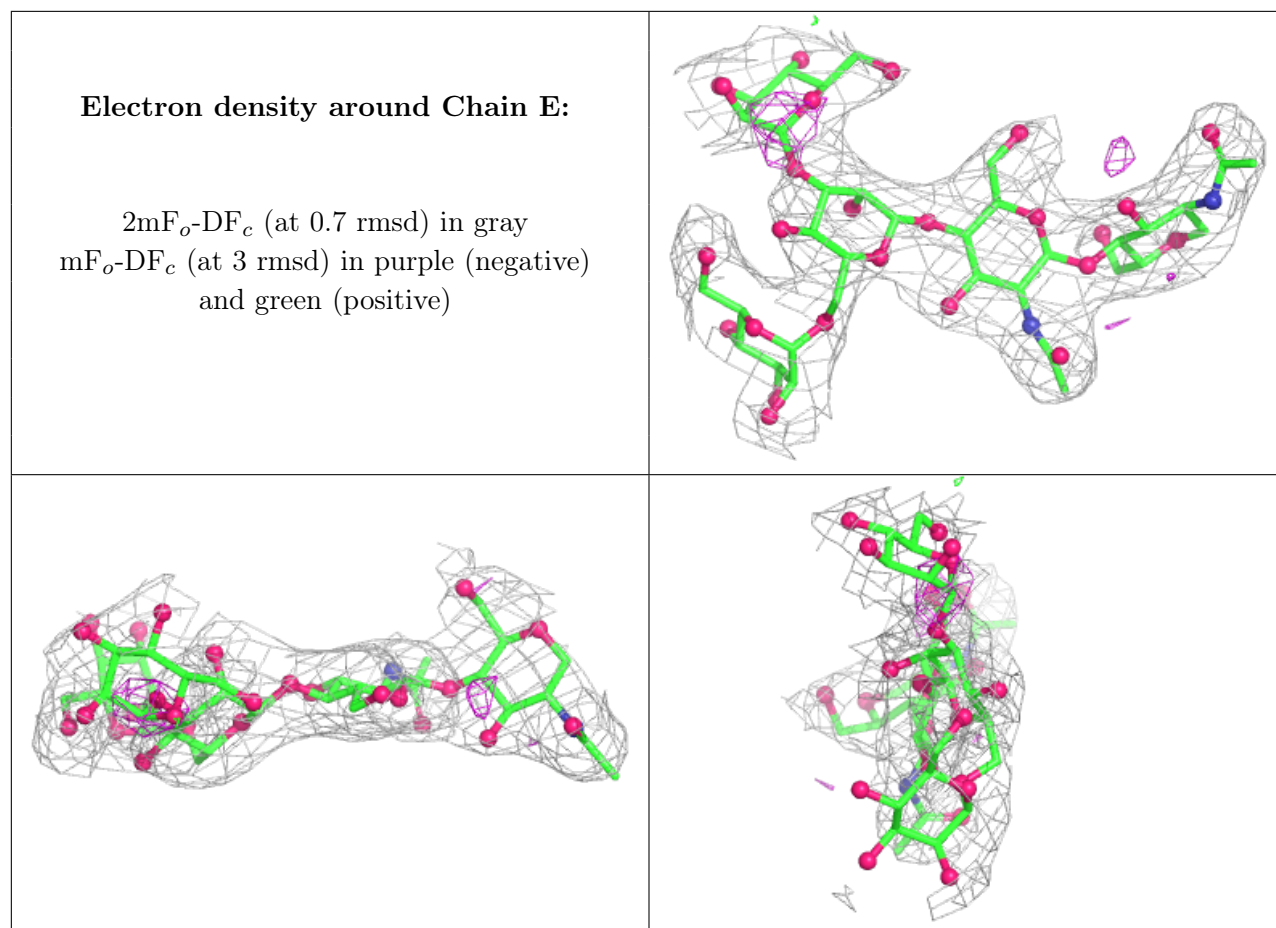 Electron density around Chain E:
2mFo-DFc (at 0.7 rmsd) in gray
mFo-DFc (at 3 rmsd) in purple (negative)
and green (positive)